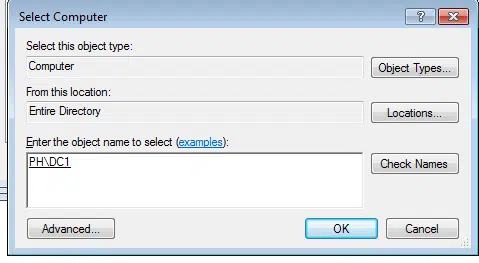 Select Computer
Select this object type:
Computer
Object Types...
From this location:
Entire Directory
Locations...
Enter the object name to select (examples):
PH\DC1
Check Names
Advanced...
OK
Cancel